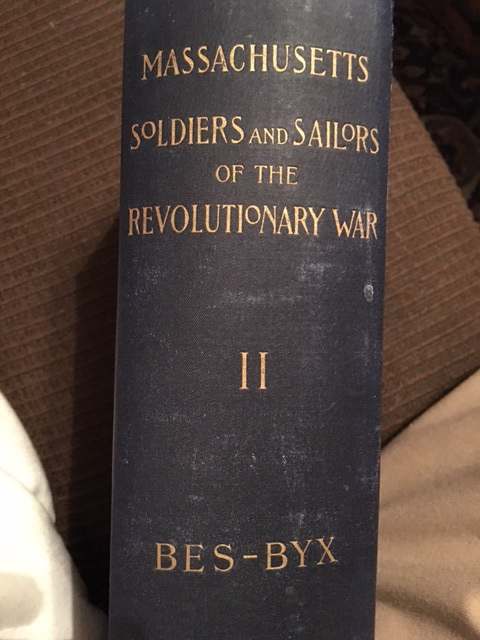 MASSACHUSETTS
SOLDIERS AND SAILORS
OF THE
REVOLUTIONARY WAR
II
BES-BYX